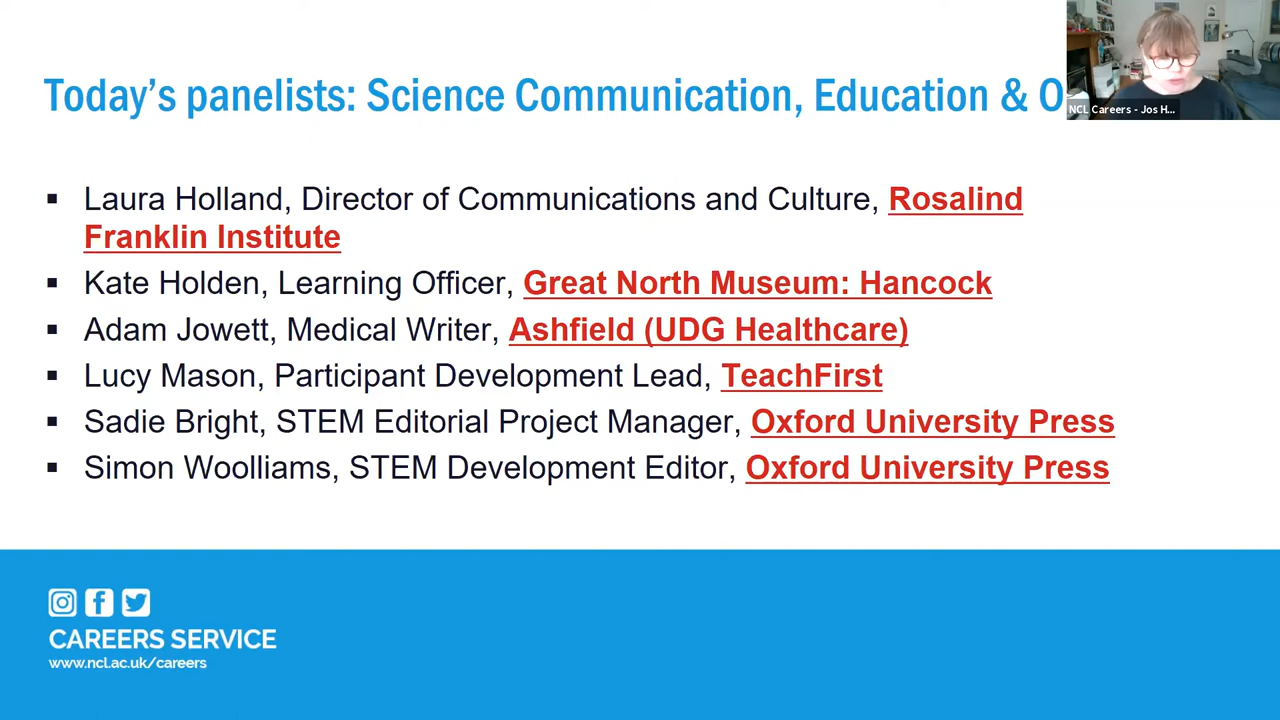 Today's panelists: Science Communication, Education & O
NCL Careers - Jos H...
▪ Laura Holland, Director of Communications and Culture, Rosalind
Franklin Institute
▪ Kate Holden, Learning Officer, Great North Museum: Hancock
▪ Adam Jowett, Medical Writer, Ashfield (UDG Healthcare)
▪ Lucy Mason, Participant Development Lead, TeachFirst
▪ Sadie Bright, STEM Editorial Project Manager, Oxford University Press
▪ Simon Woolliams, STEM Development Editor, Oxford University Press
CAREERS SERVICE
www.ncl.ac.uk/careers